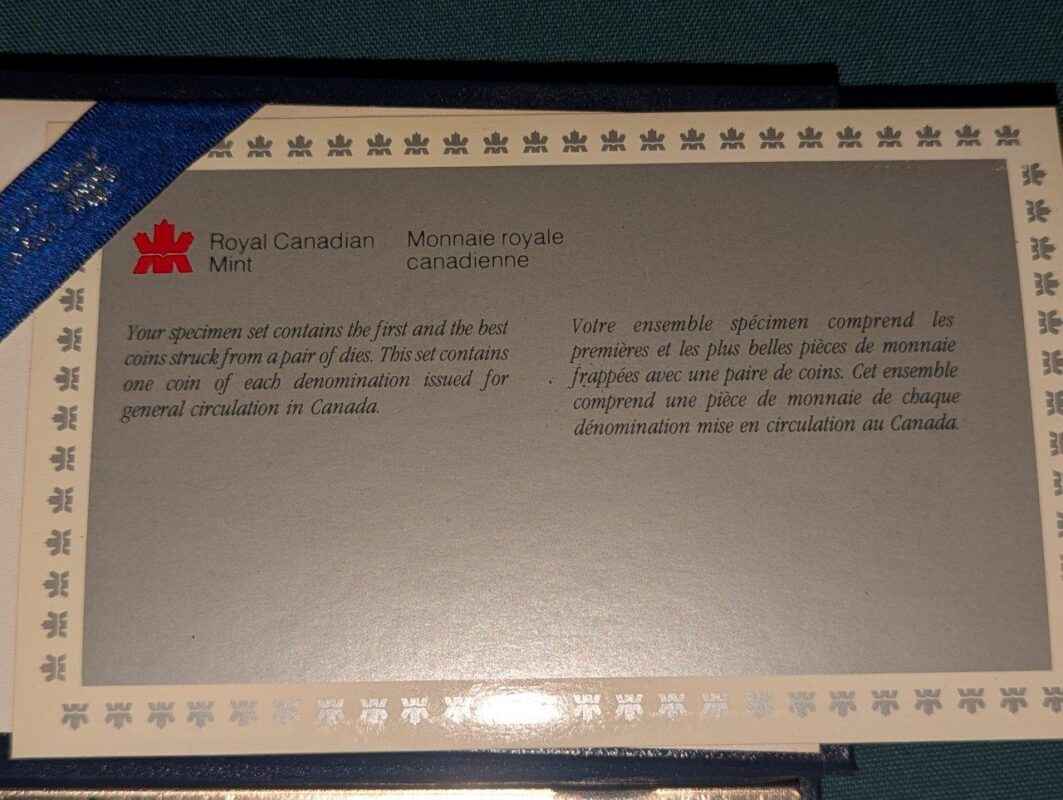 Royal Canadian
Mint
Monnaie royale
canadienne
Your specimen set contains the first and the best
coins struck from a pair of dies. This set contains
one coin of each denomination issued for
general circulation in Canada.
Votre ensemble spécimen comprend les
premières et les plus belles pièces de monnaie
frappées avec une paire de coins. Cet ensemble
comprend une pièce de monnaie de chaque
dénomination mise en circulation au Canada.